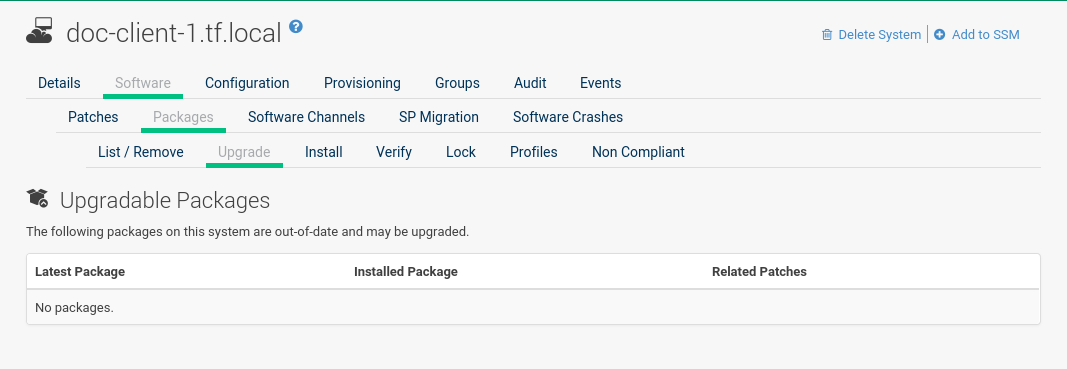 doc-client-1.tf.local ?
Delete System | Add to SSM
Details Software Configuration Provisioning Groups Audit Events
Patches Packages Software Channels SP Migration Software Crashes
List / Remove Upgrade Install Verify Lock Profiles Non Compliant
Upgradable Packages
The following packages on this system are out-of-date and may be upgraded.
Latest Package Installed Package Related Patches
No packages.